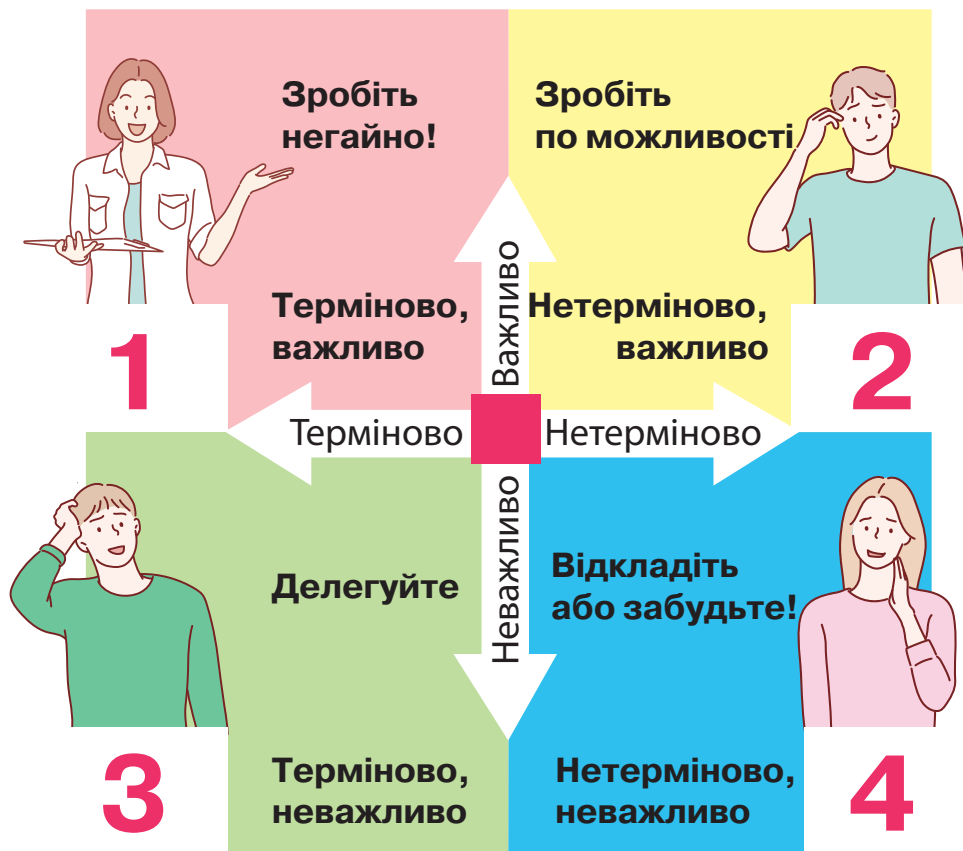 Зробіть
негайно!
Терміново,
важливо
1
Зробіть
по можливості
Нетерміново,
важливо
2
Важливо
Терміново
Нетерміново
Неважливо
Делегуйте
Терміново,
неважливо
3
Відкладіть
або забудьте!
Нетерміново,
неважливо
4